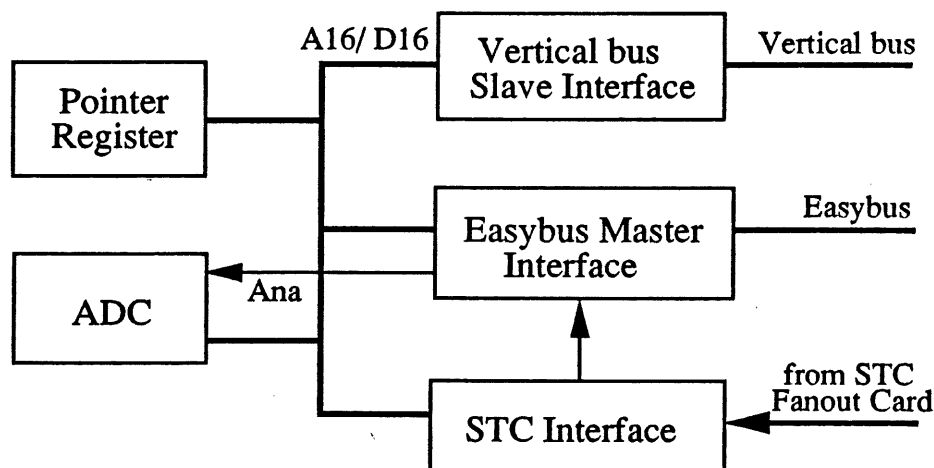 A16/ D16
Vertical bus
Slave Interface
Vertical bus
Pointer
Register
Easybus Master
Interface
Easybus
ADC
Ana
STC Interface
from STC
Fanout Card